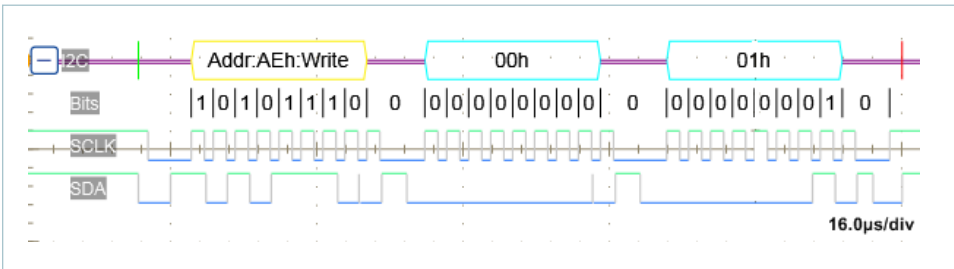 I2C Addr:AEh:Write 00h 01h
Bits 1 0 1 0 1 1 1 0 0 0 0 0 0 0 0 0 0 0 0 0 0 0 0 0 0 1 0
SCLK
SDA
16.0µs/div